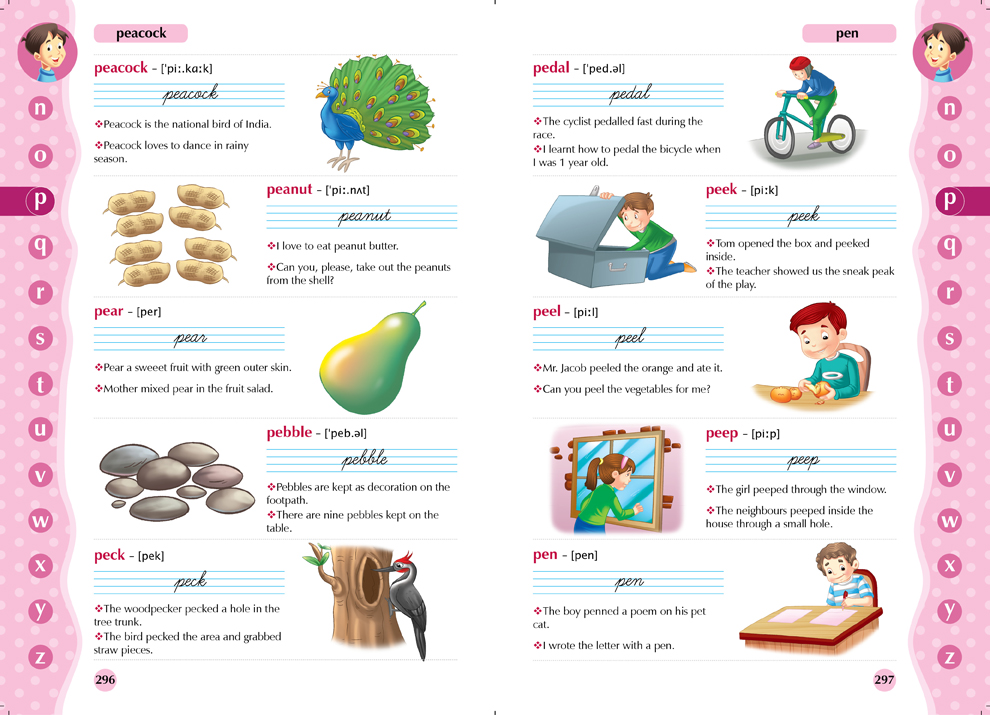 peacock
peacock – ['piː.kɑːk]
peacock
❖Peacock is the national bird of India.
❖Peacock loves to dance in rainy
season.
peanut – ['piː.nʌt]
peanut
❖I love to eat peanut butter.
❖Can you, please, take out the peanuts
from the shell?
pear – [per]
pear
❖Pear a sweeet fruit with green outer skin.
❖Mother mixed pear in the fruit salad.
pebble – ['peb.əl]
pebble
❖Pebbles are kept as decoration on the
footpath.
❖There are nine pebbles kept on the
table.
peck – [pek]
peck
❖The woodpecker pecked a hole in the
tree trunk.
❖The bird pecked the area and grabbed
straw pieces.
296
n
o
p
q
r
s
t
u
v
w
x
y
z
pen
pedal – ['ped.əl]
pedal
❖The cyclist pedalled fast during the
race.
❖I learnt how to pedal the bicycle when
I was 1 year old.
peek – [piːk]
peek
❖Tom opened the box and peeked
inside.
❖The teacher showed us the sneak peak
of the play.
peel – [piːl]
peel
❖Mr. Jacob peeled the orange and ate it.
❖Can you peel the vegetables for me?
peep – [piːp]
peep
❖The girl peeped through the window.
❖The neighbours peeped inside the
house through a small hole.
pen – [pen]
pen
❖The boy penned a poem on his pet
cat.
❖I wrote the letter with a pen.
297
n
o
p
q
r
s
t
u
v
w
x
y
z